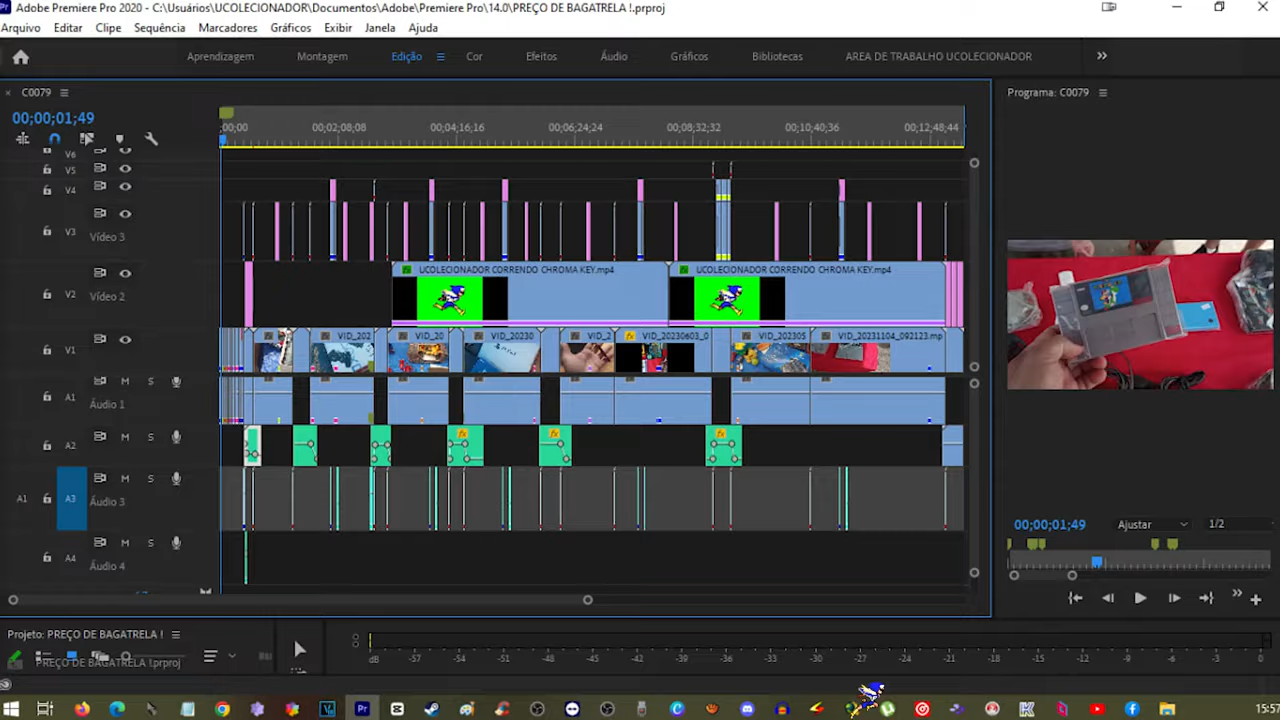 Adobe Premiere Pro 2020 - C:\Usuários\UCOLECIONADOR\Documentos\Adobe\Premiere Pro\14.0\PREÇO DE BAGATRELA !.prproj
Arquivo Editar Clipe Sequência Marcadores Gráficos Exibir Janela Ajuda
Aprendizagem Montagem Edição Cor Efeitos Áudio Gráficos Bibliotecas AREA DE TRABALHO UCOLECIONADOR
C0079
Programa: C0079
00;00;01;49
;00;00 00;02;08;08 00;04;16;16 00;06;24;24 00;08;32;32 00;10;40;36 00;12;48;44
V6
V5
V4
V3
Vídeo 3
V2 Vídeo 2
UCOLECIONADOR CORRENDO CHROMA KEY.mp4 UCOLECIONADOR CORRENDO CHROMA KEY.mp4
V1 VID_202 VID_20 VID_20230 VID_2 VID_20230603_0 VID_202305 VID_20231104_092123.mp
A1 M S
Áudio 1
A2 M S
A1 A3 M S
Áudio 3
A4 M S
Áudio 4
00;00;01;49 Ajustar 1/2
Projeto: PREÇO DE BAGATRELA !
PREÇO DE BAGATRELA !.prproj
dB -57 -54 -51 -48 -45 -42 -39 -36 -33 -30 -27 -24 -21 -18 -15 -12 -9 -6 -3 0
Pr
15:57